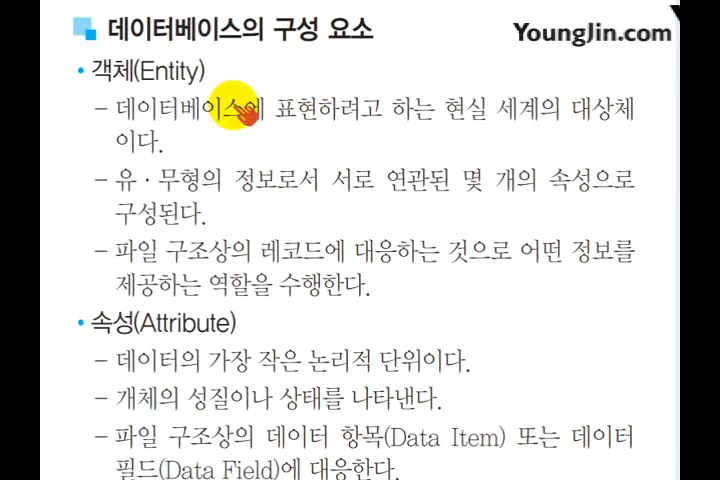 데이터베이스의 구성 요소
YoungJin.com
• 객체(Entity)
– 데이터베이스에 표현하려고 하는 현실 세계의 대상체
이다.
– 유·무형의 정보로서 서로 연관된 몇 개의 속성으로
구성된다.
– 파일 구조상의 레코드에 대응하는 것으로 어떤 정보를
제공하는 역할을 수행한다.
• 속성(Attribute)
– 데이터의 가장 작은 논리적 단위이다.
– 개체의 성질이나 상태를 나타낸다.
– 파일 구조상의 데이터 항목(Data Item) 또는 데이터
필드(Data Field)에 대응한다.